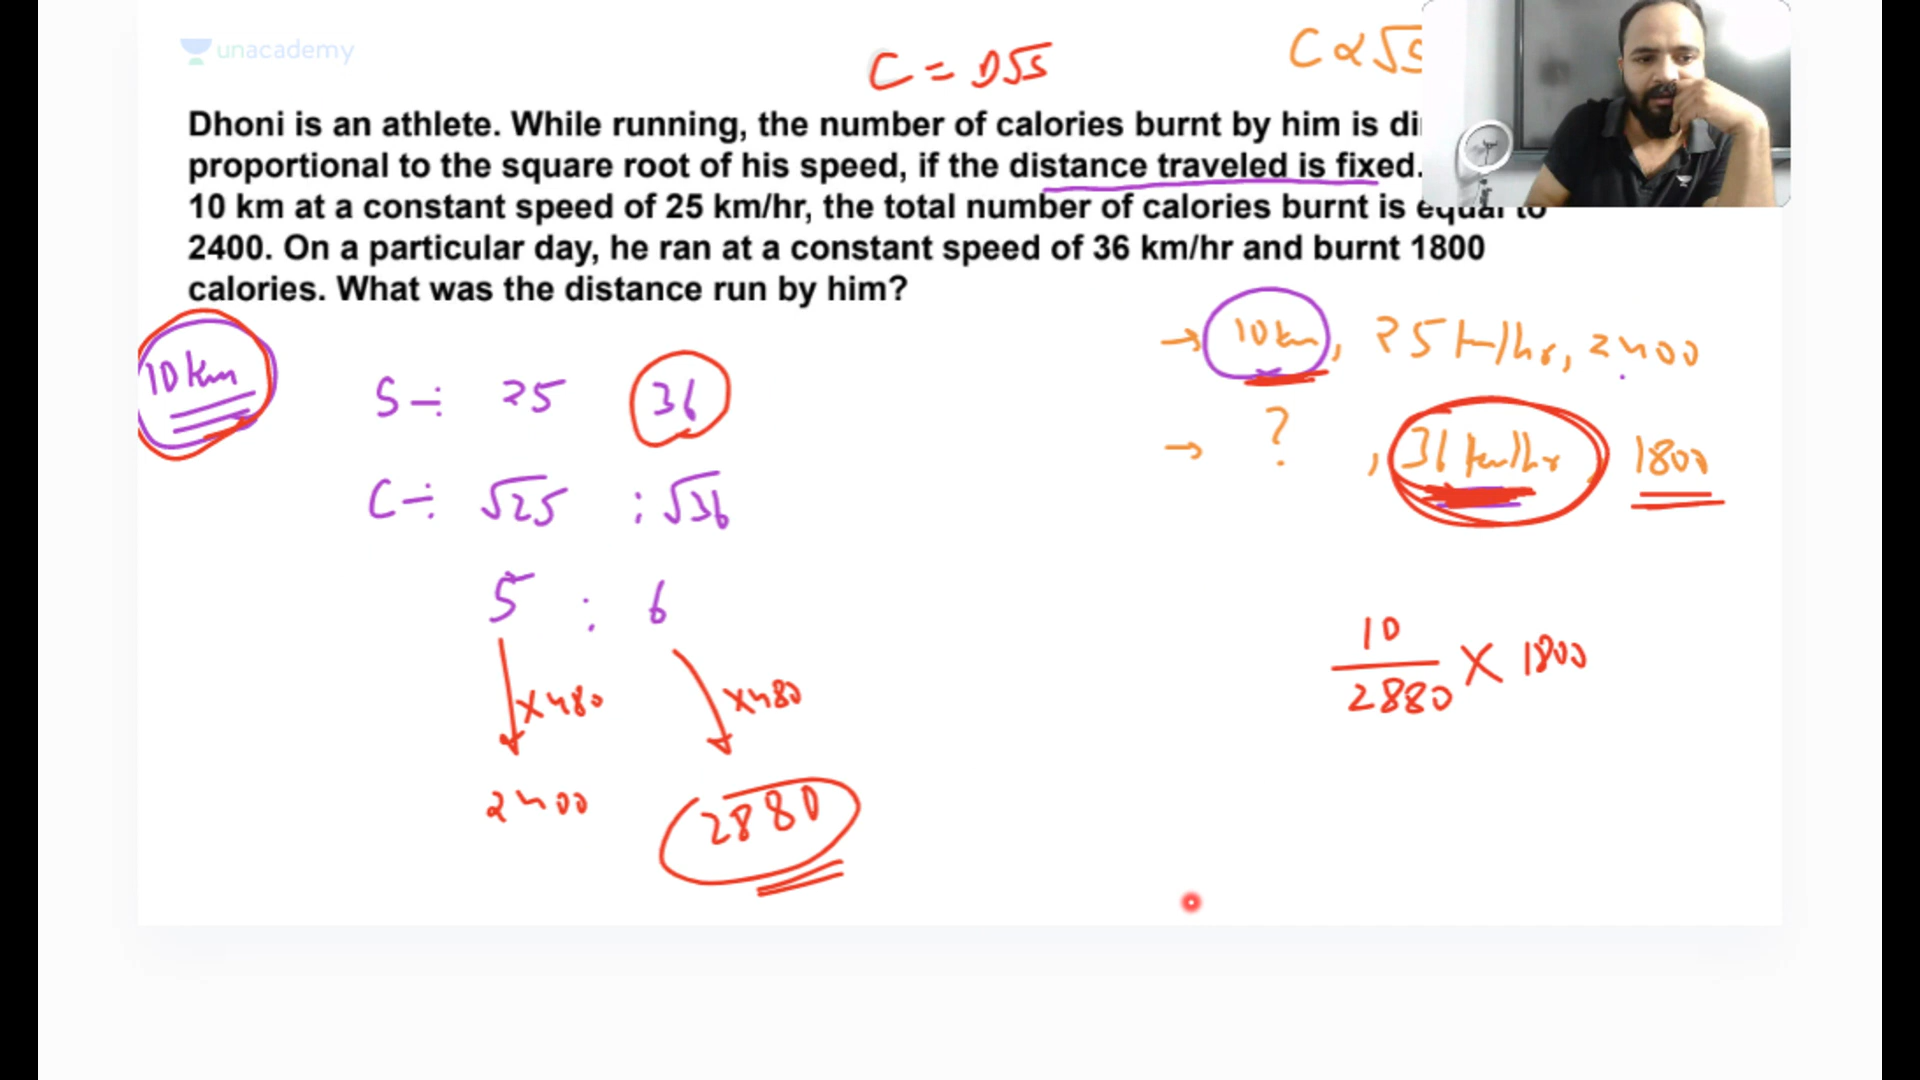 unacademy
C = D√S
C ∝ √S
Dhoni is an athlete. While running, the number of calories burnt by him is
proportional to the square root of his speed, if the distance traveled is fixed.
10 km at a constant speed of 25 km/hr, the total number of calories burnt is equal to
2400. On a particular day, he ran at a constant speed of 36 km/hr and burnt 1800
calories. What was the distance run by him?
10 km
→ 10 km, 25 km/hr, 2400
S ÷ 25 36
→ ? , 36 km/hr, 1800
C ÷ √25 : √36
5 : 6
10/2880 × 1800
×480 ×480
2400 2880